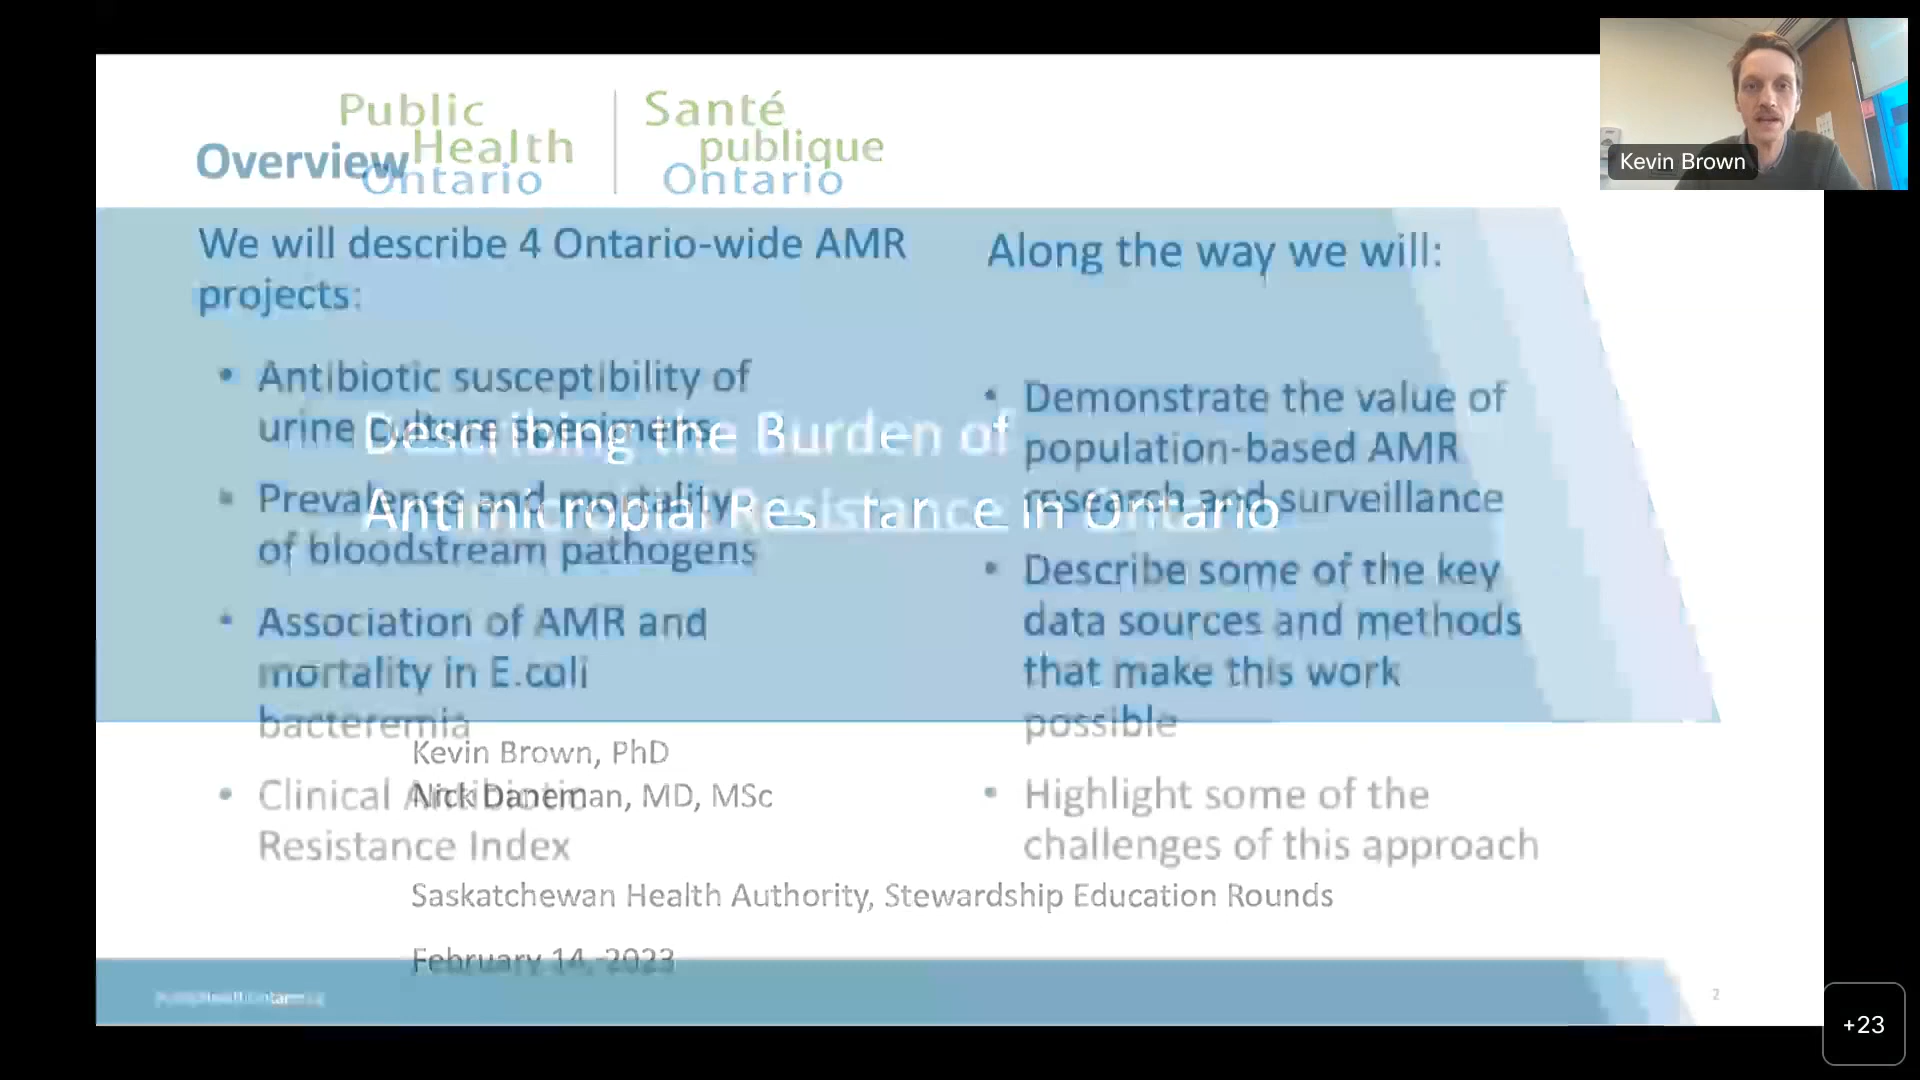 Public
Health
Ontario
Santé
publique
Ontario
Overview
We will describe 4 Ontario-wide AMR
projects:
• Antibiotic susceptibility of
urine culture specimens
• Prevalence and mortality
of bloodstream pathogens
• Association of AMR and
mortality in E.coli
bacteremia
• Clinical Antibiotic
Resistance Index
Along the way we will:
• Demonstrate the value of
population-based AMR
research and surveillance
• Describe some of the key
data sources and methods
that make this work
possible
• Highlight some of the
challenges of this approach
Describing the Burden of
Antimicrobial Resistance in Ontario
Kevin Brown, PhD
Nick Daneman, MD, MSc
Saskatchewan Health Authority, Stewardship Education Rounds
February 14, 2023
2
Kevin Brown
+23